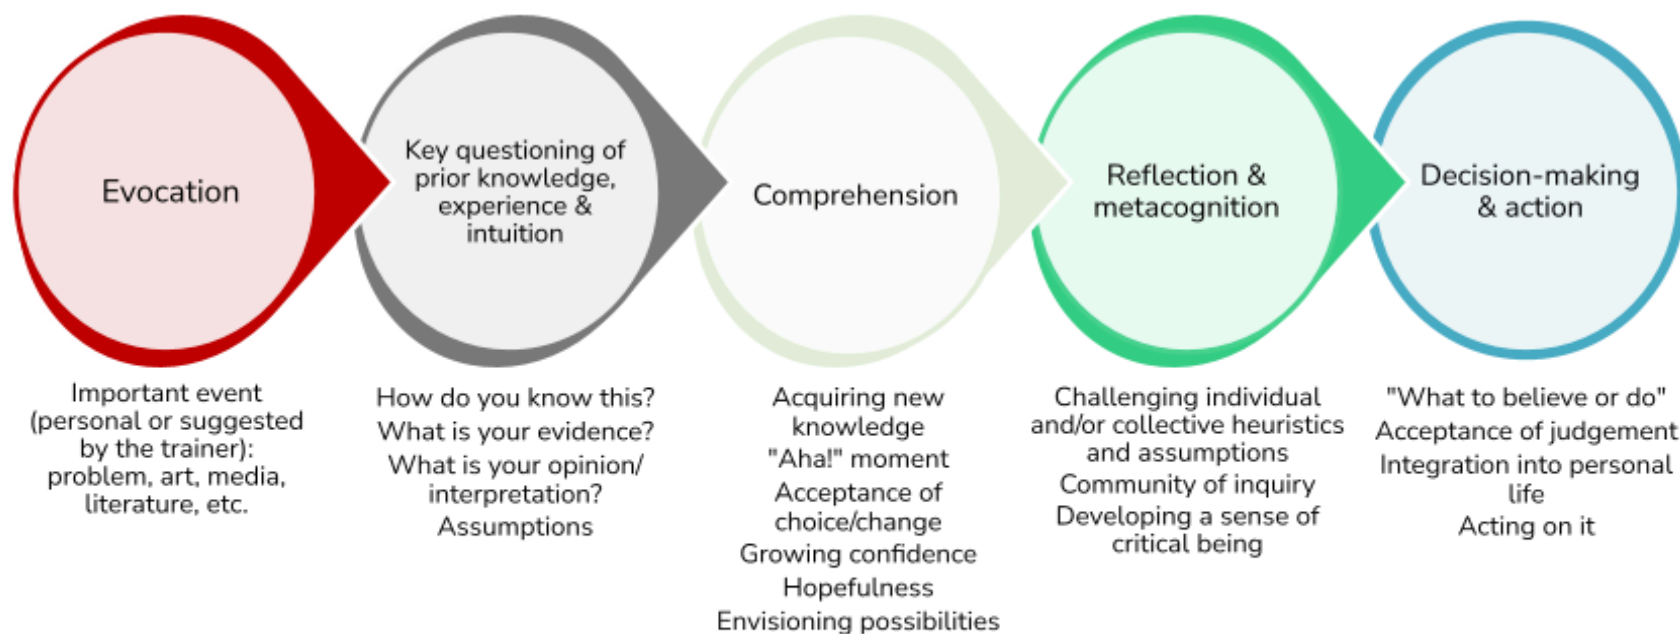 Evocation
Key questioning of
prior knowledge,
experience &
intuition
Comprehension
Reflection &
metacognition
Decision-making
& action
Important event
(personal or suggested
by the trainer):
problem, art, media,
literature, etc.
How do you know this?
What is your evidence?
What is your opinion/
interpretation?
Assumptions
Acquiring new
knowledge
"Aha!" moment
Acceptance of
choice/change
Growing confidence
Hopefulness
Envisioning possibilities
Challenging individual
and/or collective heuristics
and assumptions
Community of inquiry
Developing a sense of
critical being
"What to believe or do"
Acceptance of judgement
Integration into personal
life
Acting on it